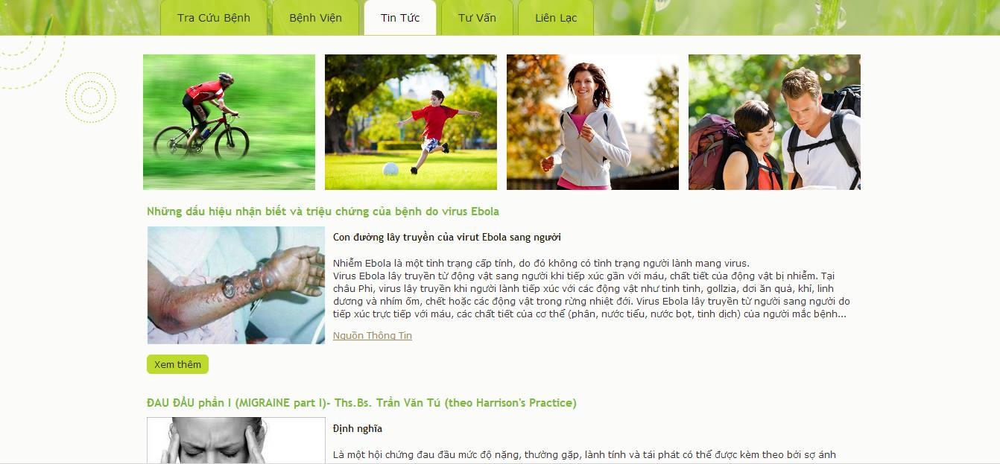 Tra Cứu Bệnh
Bệnh Viện
Tin Tức
Tư Vấn
Liên Lạc
Những dấu hiệu nhận biết và triệu chứng của bệnh do virus Ebola
Con đường lây truyền của virut Ebola sang người
Nhiễm Ebola là một tình trạng cấp tính, do đó không có tình trạng người lành mang virus.
Virus Ebola lây truyền từ động vật sang người khi tiếp xúc gần với máu, chất tiết của động vật bị nhiễm. Tại
châu Phi, virus lây truyền khi người lành tiếp xúc với các động vật như tinh tinh, gollzia, dơi ăn quả, khỉ, linh
dương và nhím ốm, chết hoặc các động vật trong rừng nhiệt đới. Virus Ebola lây truyền từ người sang người do
tiếp xúc trực tiếp với máu, các chất tiết của cơ thể (phân, nước tiểu, nước bọt, tinh dịch) của người mắc bệnh...
Nguồn Thông Tin
Xem thêm
ĐAU ĐẦU phần I (MIGRAINE part I)- Ths.Bs. Trần Văn Tú (theo Harrison's Practice)
Định nghĩa
Là một hội chứng đau đầu mức độ nặng, thường gặp, lành tính và tái phát có thể được kèm theo bởi sợ ánh